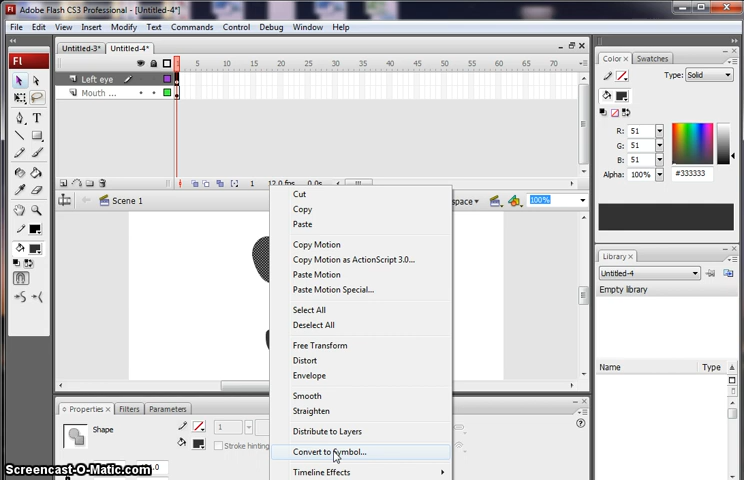 Fl Adobe Flash CS3 Professional - [Untitled-4*]
File Edit View Insert Modify Text Commands Control Debug Window Help
Untitled-3* Untitled-4*
5 10 15 20 25 30 35 40 45 50 55 60 65 70 75
Left eye
Mouth ...
1 12.0 fps 0.0s
Scene 1
space 100%
Cut
Copy
Paste
Copy Motion
Copy Motion as ActionScript 3.0...
Paste Motion
Paste Motion Special...
Select All
Deselect All
Free Transform
Distort
Envelope
Smooth
Straighten
Distribute to Layers
Convert to Symbol...
Timeline Effects
Fl
T
Color Swatches
Type: Solid
R: 51
G: 51
B: 51
Alpha: 100% #333333
Library
Untitled-4
Empty library
Name Type
Properties Filters Parameters
Shape
1
Stroke hinting
Screencast-O-Matic.com